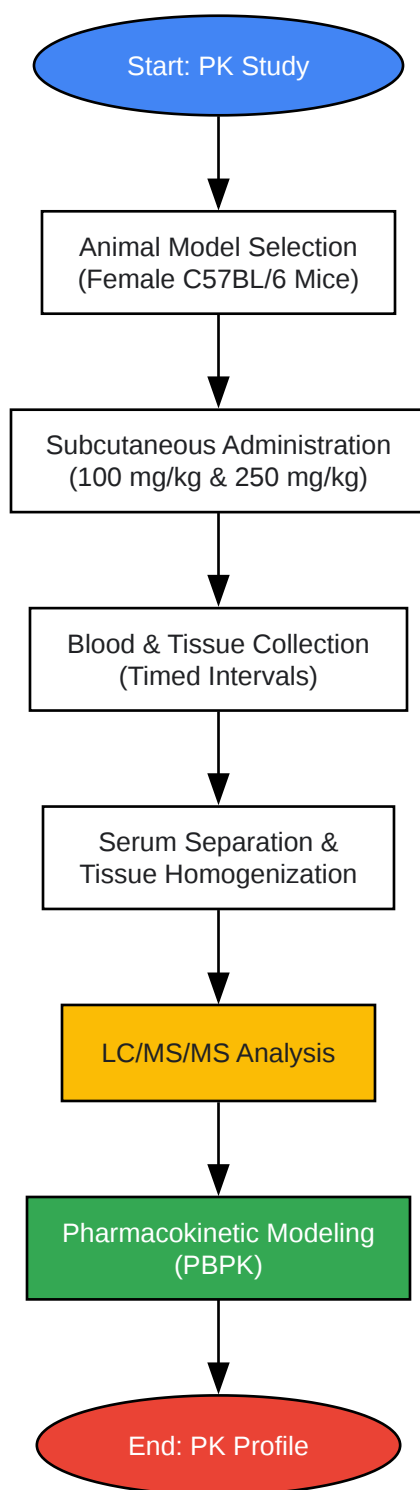 Start: PK Study
Animal Model Selection
(Female C57BL/6 Mice)
Subcutaneous Administration
(100 mg/kg & 250 mg/kg)
Blood & Tissue Collection
(Timed Intervals)
Serum Separation &
Tissue Homogenization
LC/MS/MS Analysis
Pharmacokinetic Modeling
(PBPK)
End: PK Profile